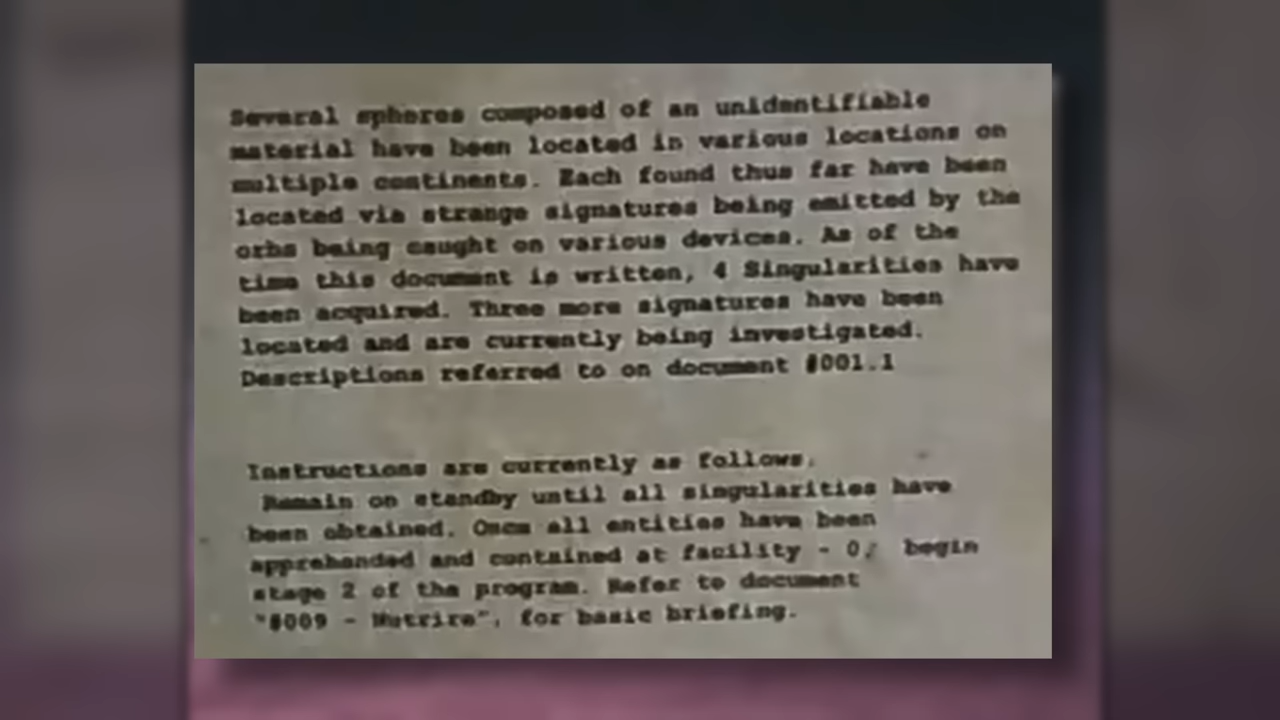 Several spheres composed of an unidentifiable
material have been located in various locations on
multiple continents. Each found thus far have been
located via strange signatures being emitted by the
orbs being caught on various devices. As of the
time this document is written, 4 Singularities have
been acquired. Three more signatures have been
located and are currently being investigated.
Descriptions referred to on document #001.1
Instructions are currently as follows.
Remain on standby until all singularities have
been obtained. Once all entities have been
apprehended and contained at facility - 0, begin
stage 2 of the program. Refer to document
"#009 - Nutrire", for basic briefing.